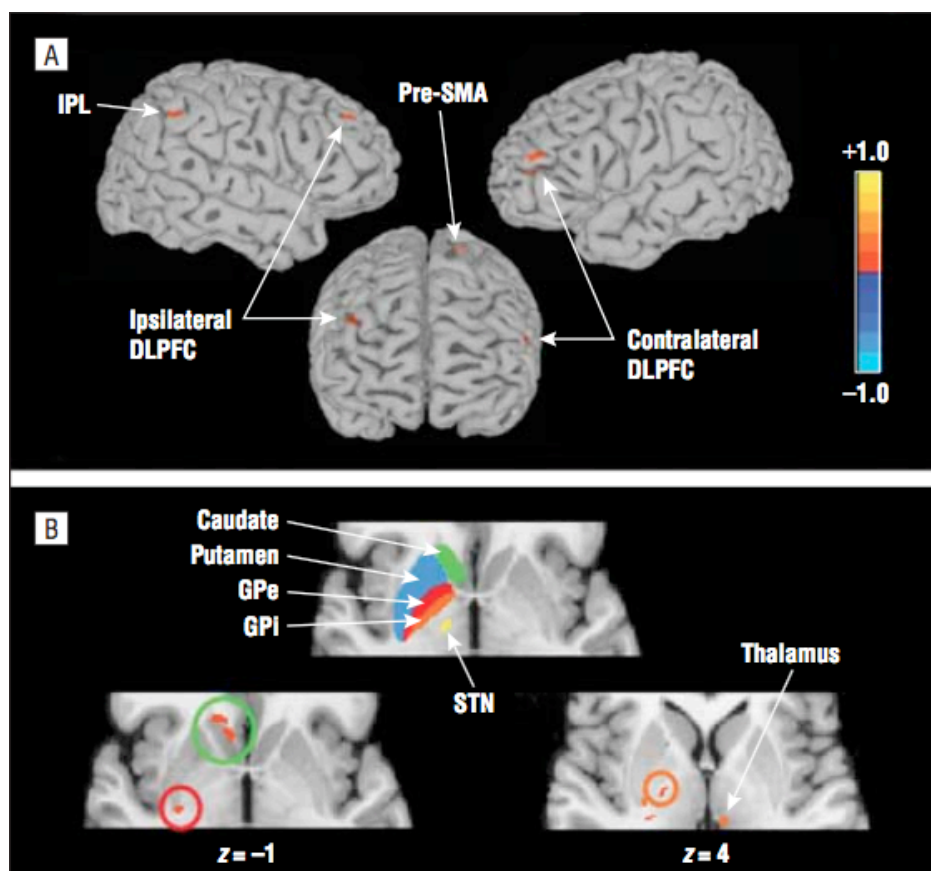 A
IPL
Pre-SMA
+1.0
Ipsilateral
DLPFC
Contralateral
DLPFC
–1.0
B
Caudate
Putamen
GPe
GPi
STN
Thalamus
z = –1
z = 4